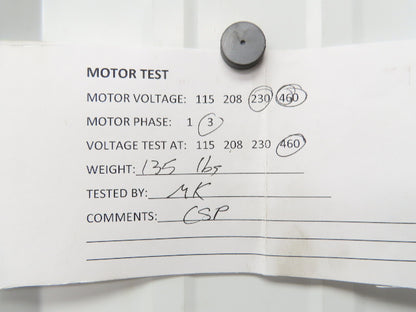 MOTOR TEST
MOTOR VOLTAGE: 115 208 230 460
MOTOR PHASE: 1 3
VOLTAGE TEST AT: 115 208 230 460
WEIGHT: 135 lbs
TESTED BY: MK
COMMENTS: CSP